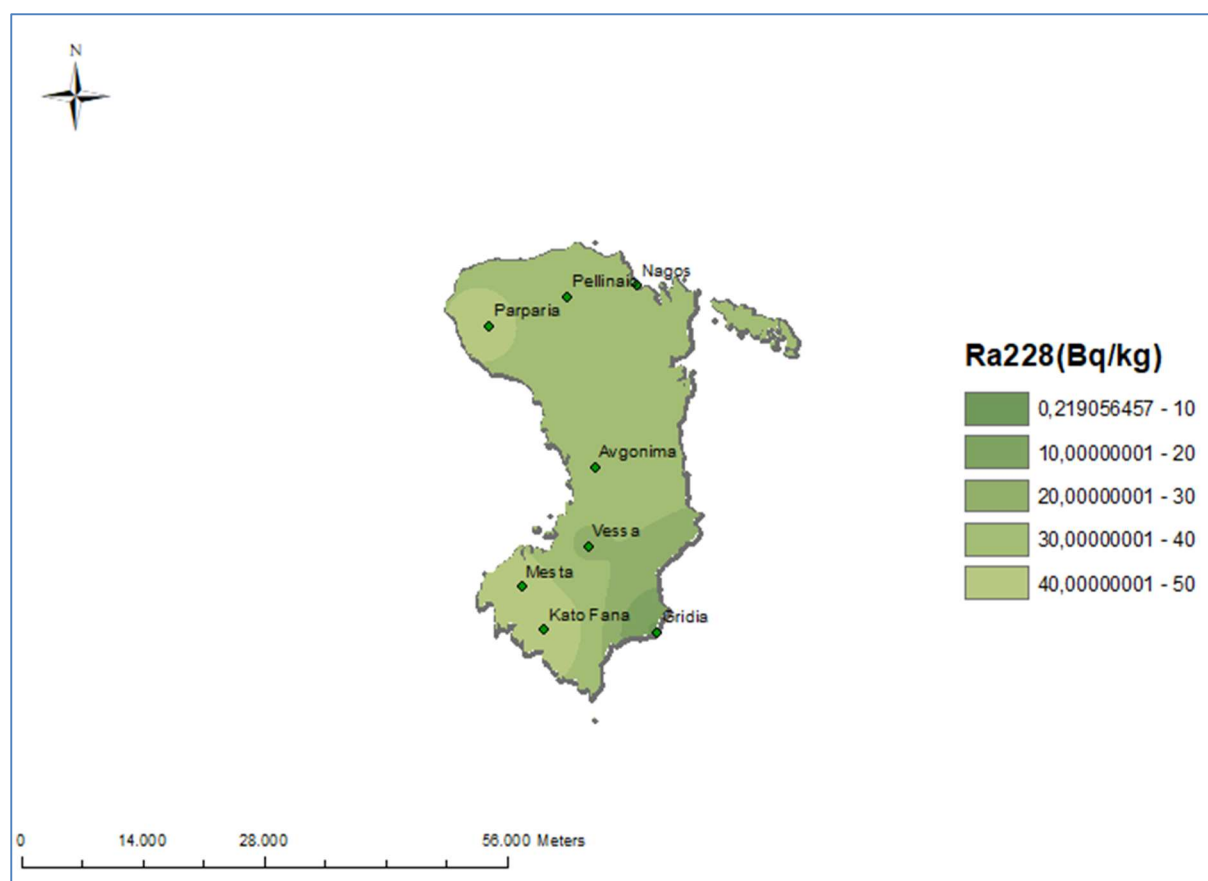 N
Nagos
Pellinaio
Parparia
Ra228(Bq/kg)
0,219056457 - 10
10,00000001 - 20
20,00000001 - 30
30,00000001 - 40
40,00000001 - 50
Avgonima
Vessa
Mesta
Kato Fana
Gridia
0 14.000 28.000 56.000 Meters